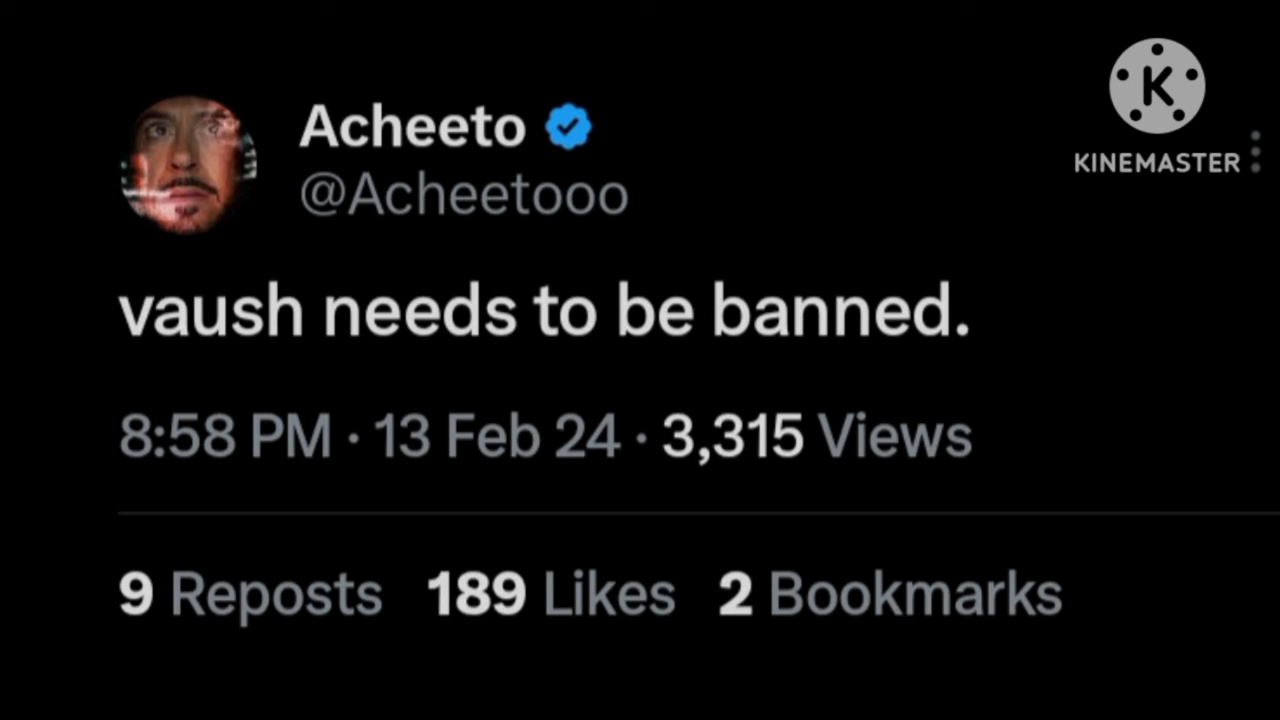 Acheeto
@Acheetooo
K
KINEMASTER
vaush needs to be banned.
8:58 PM · 13 Feb 24 · 3,315 Views
9 Reposts 189 Likes 2 Bookmarks